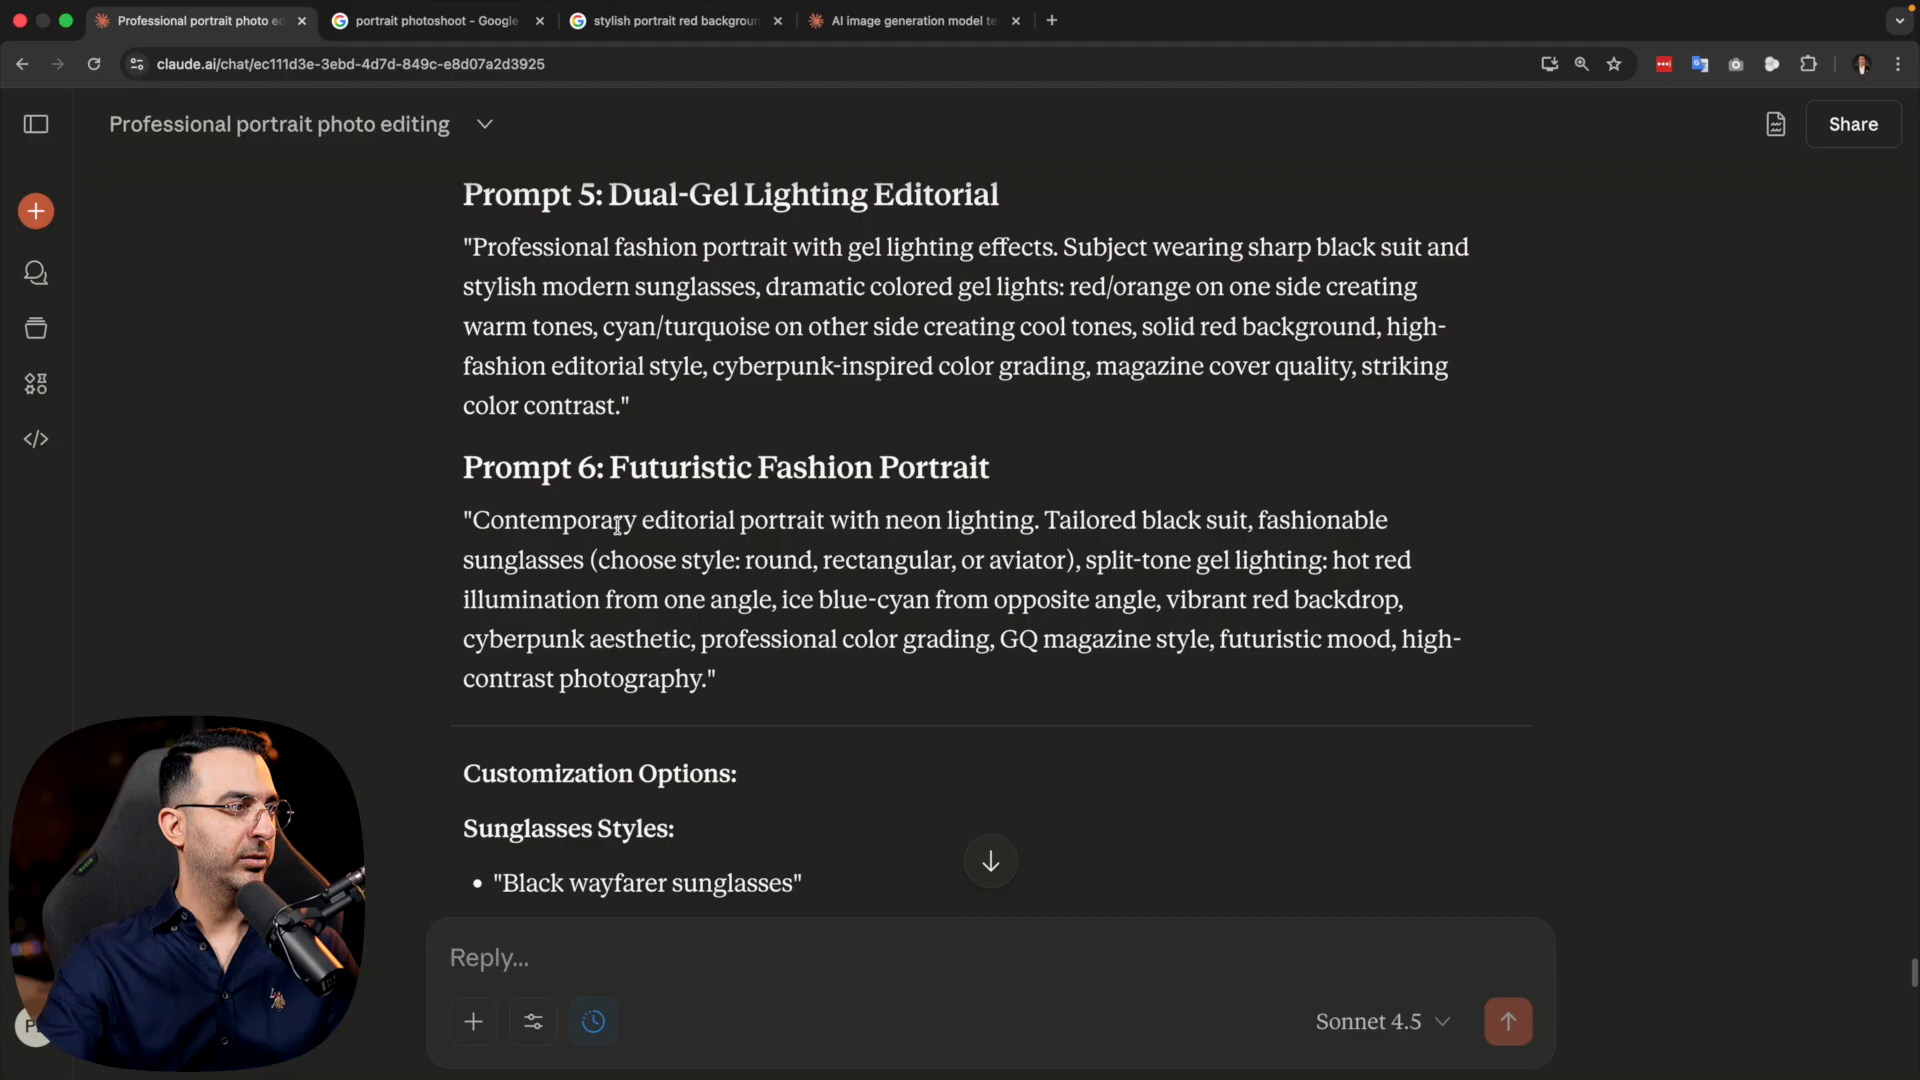 Professional portrait photo ed
portrait photoshoot - Google
stylish portrait red backgroun
AI image generation model te
claude.ai/chat/ec111d3e-3ebd-4d7d-849c-e8d07a2d3925
Professional portrait photo editing
Share
Prompt 5: Dual-Gel Lighting Editorial
"Professional fashion portrait with gel lighting effects. Subject wearing sharp black suit and
stylish modern sunglasses, dramatic colored gel lights: red/orange on one side creating
warm tones, cyan/turquoise on other side creating cool tones, solid red background, high-
fashion editorial style, cyberpunk-inspired color grading, magazine cover quality, striking
color contrast."
Prompt 6: Futuristic Fashion Portrait
"Contemporary editorial portrait with neon lighting. Tailored black suit, fashionable
sunglasses (choose style: round, rectangular, or aviator), split-tone gel lighting: hot red
illumination from one angle, ice blue-cyan from opposite angle, vibrant red backdrop,
cyberpunk aesthetic, professional color grading, GQ magazine style, futuristic mood, high-
contrast photography."
Customization Options:
Sunglasses Styles:
• "Black wayfarer sunglasses"
Reply...
Sonnet 4.5